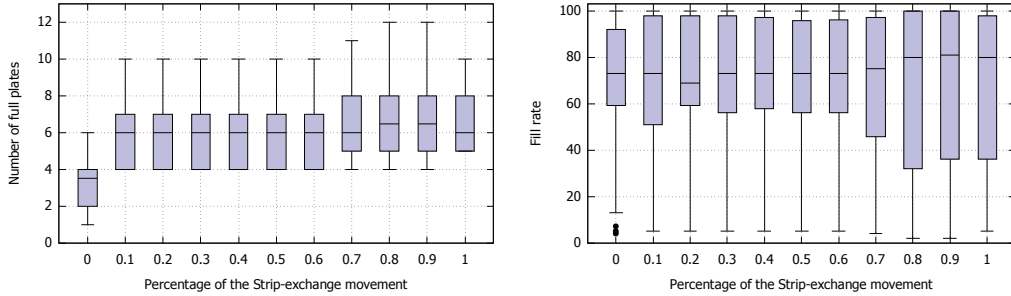 Number of full plates
14
12
10
8
6
4
2
0
0 0.1 0.2 0.3 0.4 0.5 0.6 0.7 0.8 0.9 1
Percentage of the Strip-exchange movement
Fill rate
100
80
60
40
20
0
0 0.1 0.2 0.3 0.4 0.5 0.6 0.7 0.8 0.9 1
Percentage of the Strip-exchange movement